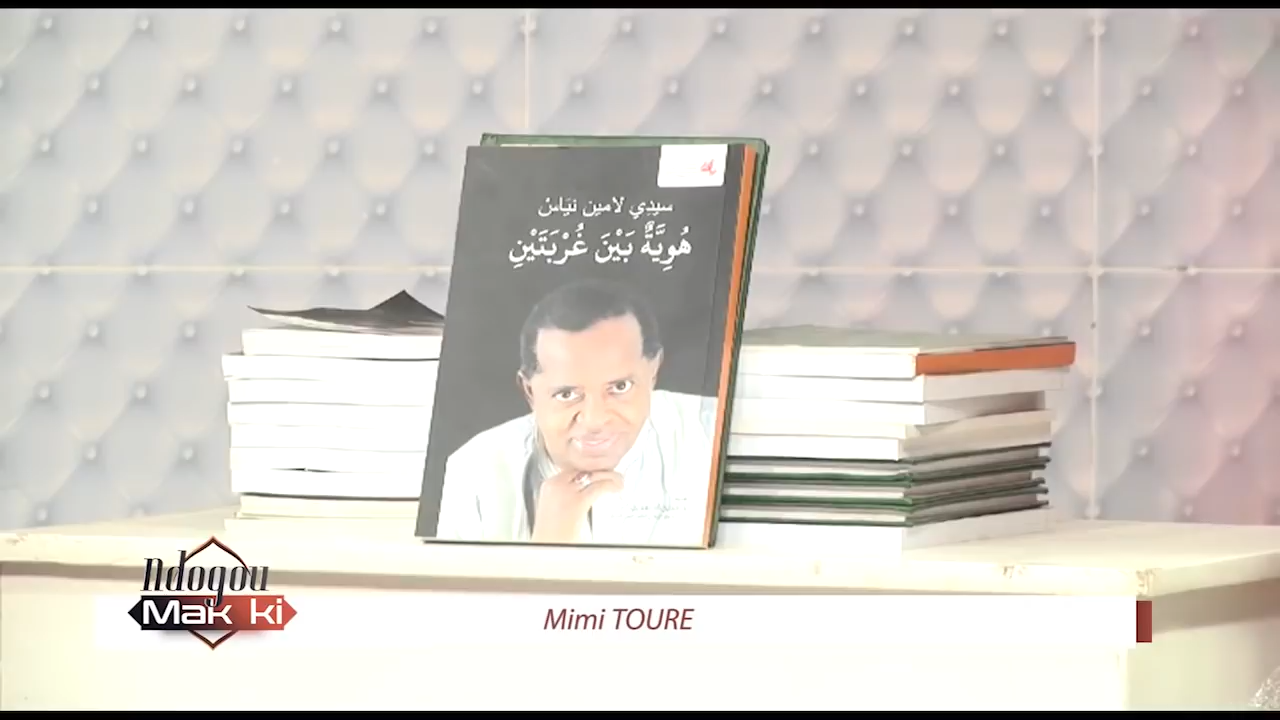 سيدي لامين نياس
هُوِيَّةٌ بَيْنَ غُرْبَتَيْنِ
Ndogou
Mak ki
Mimi TOURE